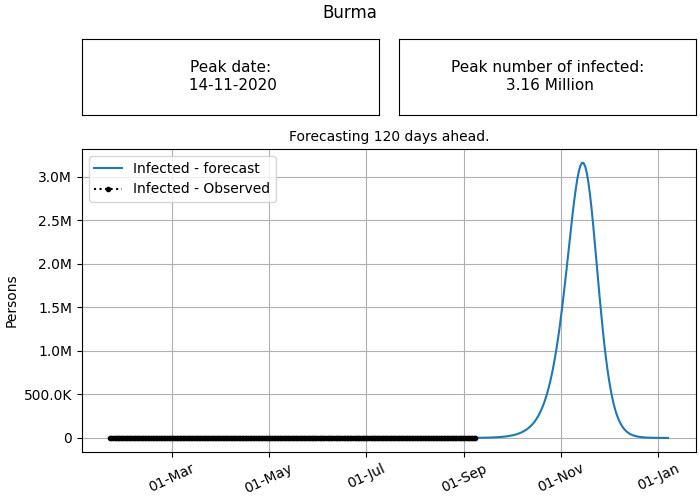 Burma
Peak date:
14-11-2020
Peak number of infected:
3.16 Million
Forecasting 120 days ahead.
Infected - forecast
Infected - Observed
3.0M
2.5M
2.0M
1.5M
1.0M
500.0K
0
Persons
01-Mar
01-May
01-Jul
01-Sep
01-Nov
01-Jan